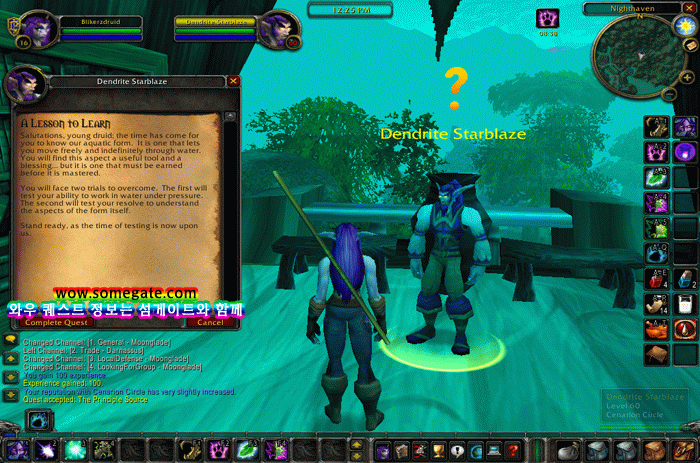 Blikerzdruid
16
Dendrite Starblaze
12:25 PM
Nighthaven
N
08:38
Dendrite Starblaze
Dendrite Starblaze
A Lesson to Learn
Salutations, young druid; the time has come for
you to know our aquatic form. It is one that lets
you move freely and indefinitely through water.
You will find this aspect a useful tool and a
blessing... but it is one that must be earned
before it is mastered.
You will face two trials to overcome. The first will
test your ability to work in water under pressure.
The second will test your resolve to understand
the aspects of the form itself.
Stand ready, as the time of testing is now upon
us.
www.somegate.com
와우 퀘스트 정보는 섬게이트와 함께
Complete Quest
Cancel
Changed Channel: [1. General - Moonglade]
Left Channel: [2. Trade - Darnassus]
Changed Channel: [3. LocalDefense - Moonglade]
Changed Channel: [4. LookingForGroup - Moonglade]
You gain 100 experience.
Experience gained: 100.
Your reputation with Cenarion Circle has very slightly increased.
Quest accepted: The Principle Source
Dendrite Starblaze
Level 60
Cenarion Circle